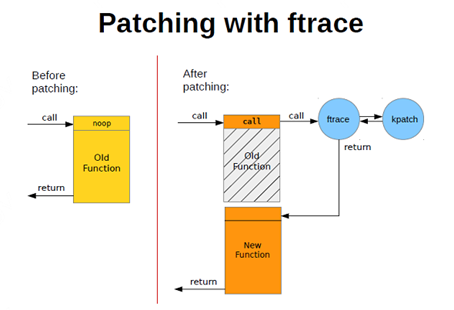 Patching with ftrace
Before
patching:
call
noop
Old
Function
return
After
patching:
call
call
call
ftrace
kpatch
return
Old
Function
New
Function
return